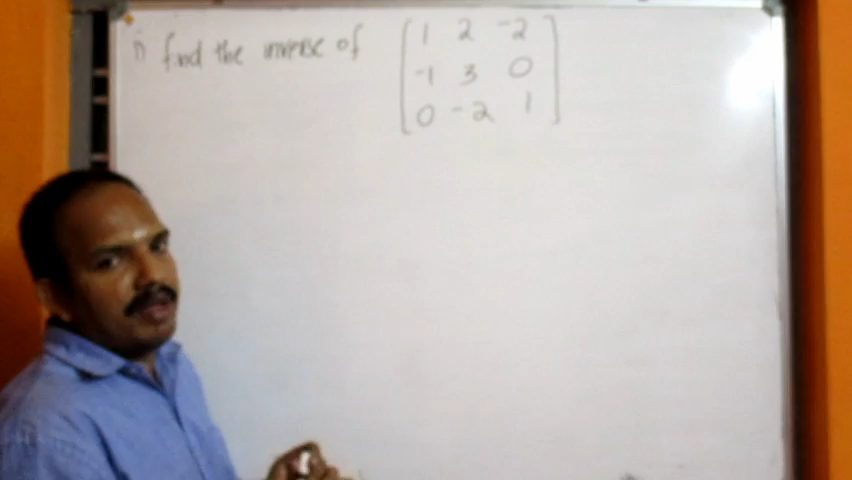 1) find the inverse of
1 2 -2
-1 3 0
0 -2 1